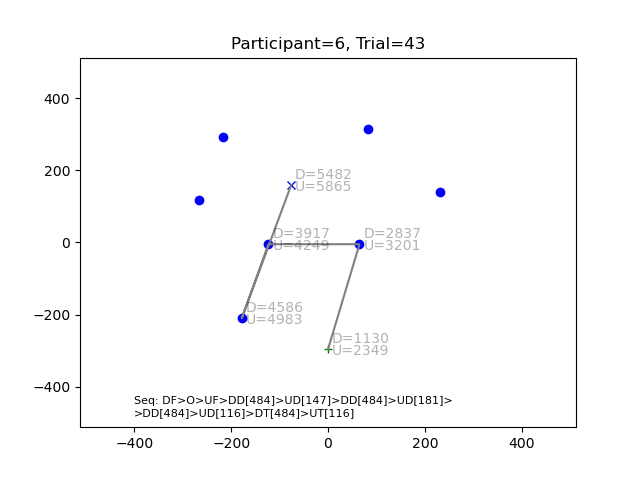 Participant=6, Trial=43
400
200
0
−200
−400
D=5482
U=5865
D=3917
U=4249
D=2837
U=3201
D=4586
U=4983
D=1130
U=2349
Seq: DF>O>UF>DD[484]>UD[147]>DD[484]>UD[181]>
>DD[484]>UD[116]>DT[484]>UT[116]
−400
−200
0
200
400